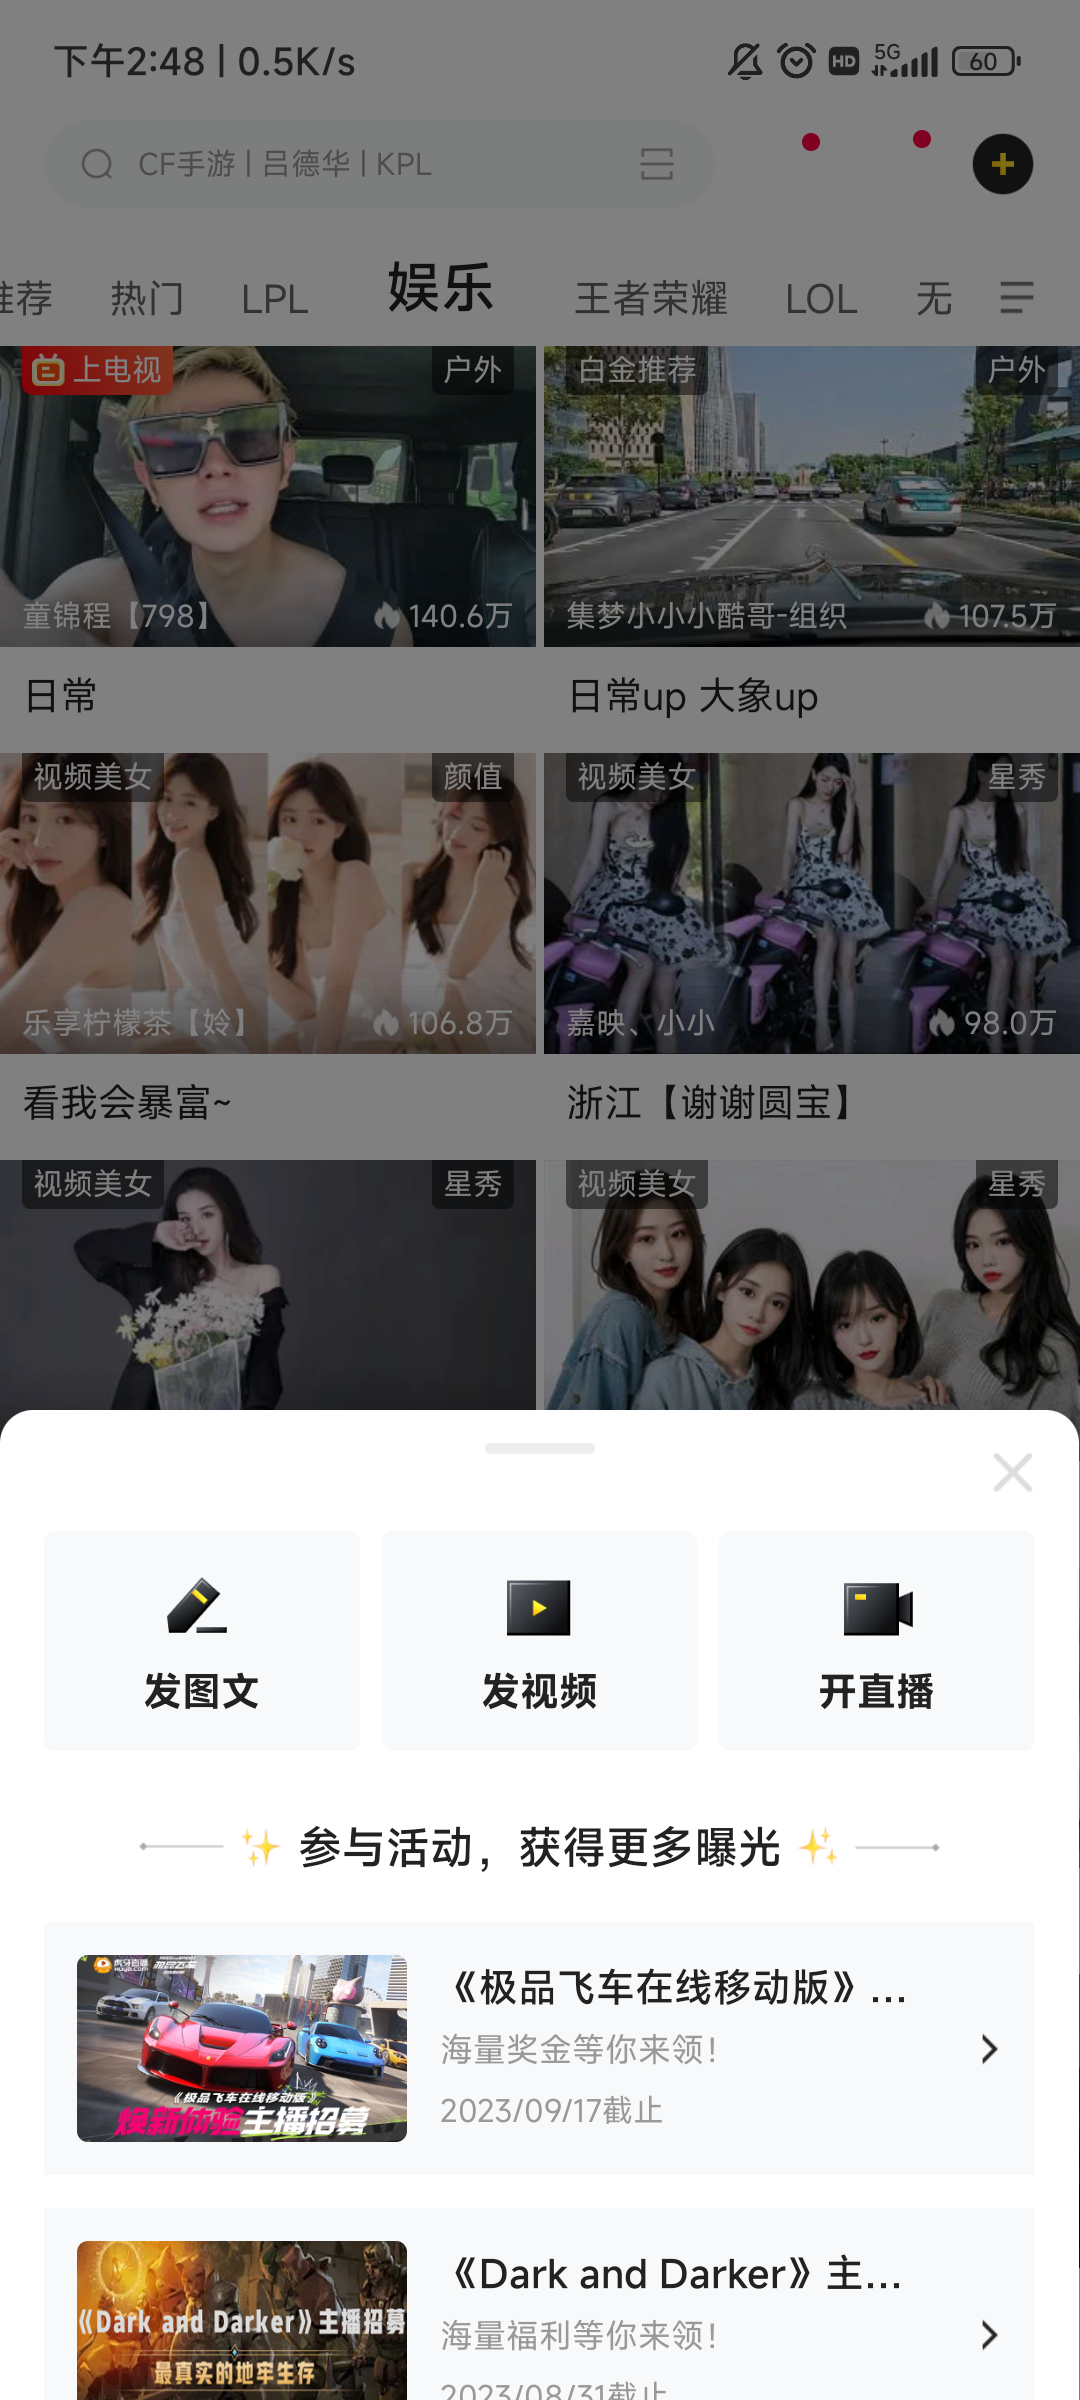 下午2:48 | 0.5K/s
HD 5G 60
CF手游 | 吕德华 | KPL
推荐 热门 LPL 娱乐 王者荣耀 LOL 无
上电视 户外
童锦程【798】 140.6万
日常
白金推荐 户外
集梦小小小酷哥-组织 107.5万
日常up 大象up
视频美女 颜值
乐享柠檬茶【姈】 106.8万
看我会暴富~
视频美女 星秀
嘉映、小小 98.0万
浙江【谢谢圆宝】
视频美女 星秀
视频美女 星秀
发图文 发视频 开直播
参与活动，获得更多曝光
虎牙直播
《极品飞车在线移动版》
焕新体验主播招募
《极品飞车在线移动版》...
海量奖金等你来领！
2023/09/17截止
《Dark and Darker》主播招募
最真实的地牢生存
《Dark and Darker》主...
海量福利等你来领！
2023/08/31截止